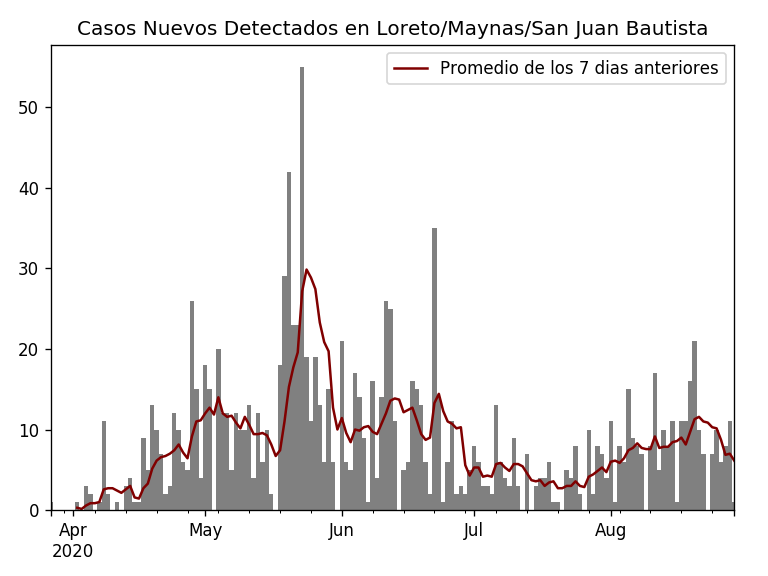 Casos Nuevos Detectados en Loreto/Maynas/San Juan Bautista
Promedio de los 7 dias anteriores
50
40
30
20
10
0
Apr May Jun Jul Aug
2020